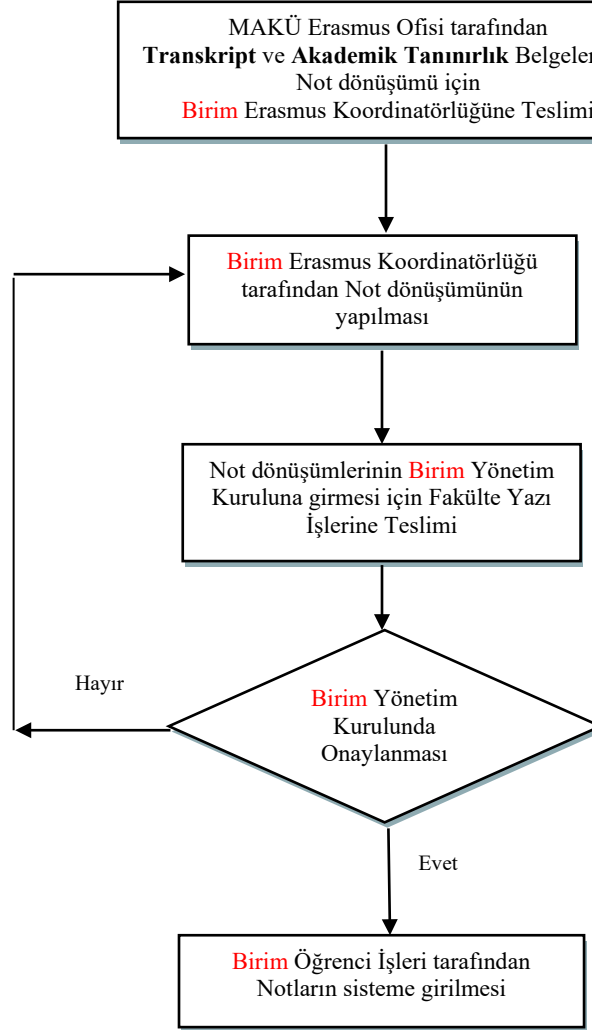 MAKÜ Erasmus Ofisi tarafından
Transkript ve Akademik Tanınırlık Belgeler
Not dönüşümü için
Birim Erasmus Koordinatörlüğüne Teslimi
Birim Erasmus Koordinatörlüğü
tarafından Not dönüşümünün
yapılması
Not dönüşümlerinin Birim Yönetim
Kuruluna girmesi için Fakülte Yazı
İşlerine Teslimi
Hayır
Birim Yönetim
Kurulunda
Onaylanması
Evet
Birim Öğrenci İşleri tarafından
Notların sisteme girilmesi